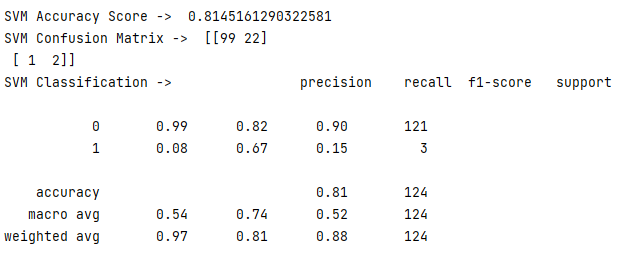 SVM Accuracy Score ->  0.8145161290322581
SVM Confusion Matrix ->  [[99 22]
 [ 1  2]]
SVM Classification ->                precision    recall  f1-score   support
           0       0.99      0.82      0.90       121
           1       0.08      0.67      0.15         3
    accuracy                           0.81       124
   macro avg       0.54      0.74      0.52       124
weighted avg       0.97      0.81      0.88       124